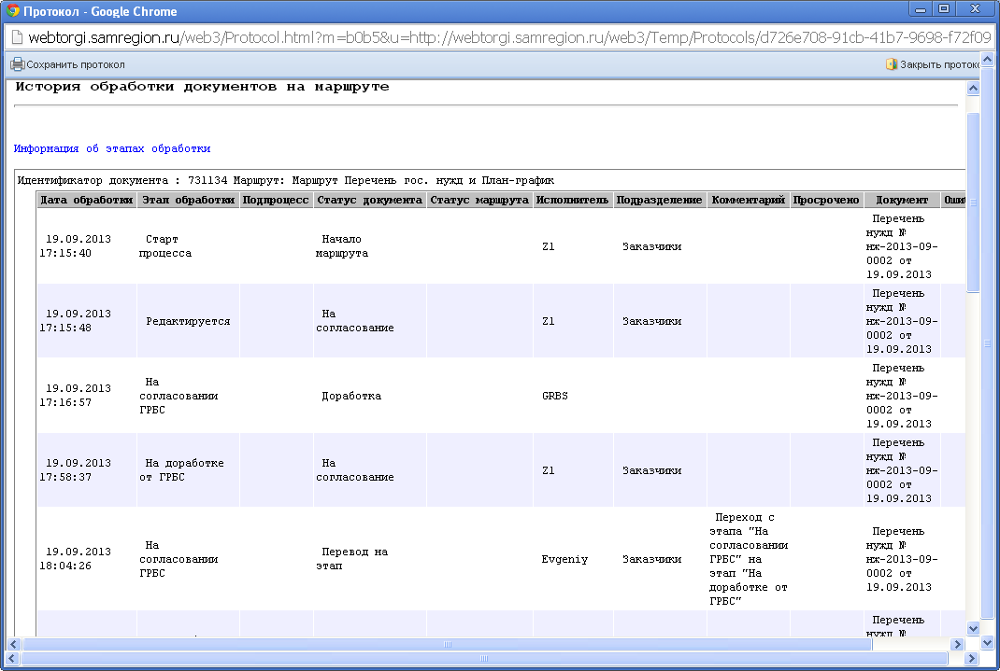 Протокол - Google Chrome
webtorgi.samregion.ru/web3/Protocol.html?m=b0b5&u=http://webtorgi.samregion.ru/web3/Temp/Protocols/d726e708-91cb-41b7-9698-f72f09
Сохранить протокол
Закрыть проток
История обработки документов на маршруте
Информация об этапах обработки
Идентификатор документа : 731134 Маршрут: Маршрут Перечень гос. нужд и План-график
Дата обработки Этап обработки Подпроцесс Статус документа Статус маршрута Исполнитель Подразделение Комментарий Просрочено Документ Оши
19.09.2013
17:15:40
Старт
процесса
Начало
маршрута
Z1
Заказчики
Перечень
нужд №
нж-2013-09-
0002 от
19.09.2013
19.09.2013
17:15:48
Редактируется
На
согласование
Z1
Заказчики
Перечень
нужд №
нж-2013-09-
0002 от
19.09.2013
19.09.2013
17:16:57
На
согласовании
ГРБС
Доработка
GRBS
Перечень
нужд №
нж-2013-09-
0002 от
19.09.2013
19.09.2013
17:58:37
На доработке
от ГРБС
На
согласование
Z1
Заказчики
Перечень
нужд №
нж-2013-09-
0002 от
19.09.2013
19.09.2013
18:04:26
На
согласовании
ГРБС
Перевод на
этап
Evgeniy
Заказчики
Переход с
этапа "На
согласовании
ГРБС" на
этап "На
доработке от
ГРБС"
Перечень
нужд №
нж-2013-09-
0002 от
19.09.2013
Перечень
нужд №